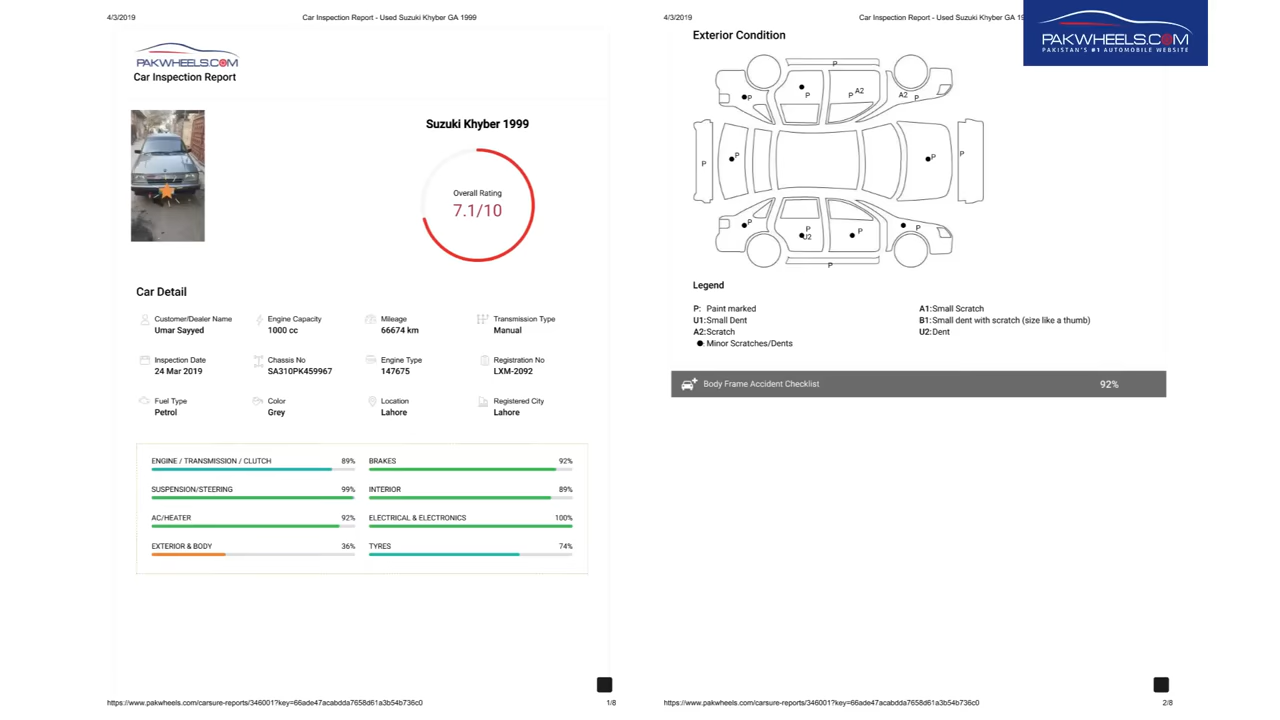 4/3/2019
Car Inspection Report - Used Suzuki Khyber GA 1999
PAKWHEELS.COM
Car Inspection Report
Suzuki Khyber 1999
Overall Rating
7.1/10
Car Detail
Customer/Dealer Name
Umar Sayyed
Engine Capacity
1000 cc
Mileage
66674 km
Transmission Type
Manual
Inspection Date
24 Mar 2019
Chassis No
SA310PK459967
Engine Type
147675
Registration No
LXM-2092
Fuel Type
Petrol
Color
Grey
Location
Lahore
Registered City
Lahore
ENGINE / TRANSMISSION / CLUTCH 89%
BRAKES 92%
SUSPENSION/STEERING 99%
INTERIOR 89%
AC/HEATER 92%
ELECTRICAL & ELECTRONICS 100%
EXTERIOR & BODY 36%
TYRES 74%
https://www.pakwheels.com/carsure-reports/346001?key=66ade47acabdda7658d61a3b54b736c0
1/8
4/3/2019
Car Inspection Report - Used Suzuki Khyber GA 19
PAKWHEELS.COM
PAKISTAN'S #1 AUTOMOBILE WEBSITE
Exterior Condition
P
P
P
P A2
A2 P
P
P
P
P
P
P
U2
P
P
P
Legend
P: Paint marked
A1:Small Scratch
U1:Small Dent
B1:Small dent with scratch (size like a thumb)
A2:Scratch
U2:Dent
Minor Scratches/Dents
Body Frame Accident Checklist 92%
https://www.pakwheels.com/carsure-reports/346001?key=66ade47acabdda7658d61a3b54b736c0
2/8